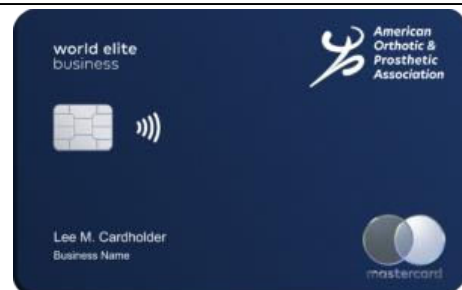 world elite
business
American
Orthotic &
Prosthetic
Association
Lee M. Cardholder
Business Name
mastercard